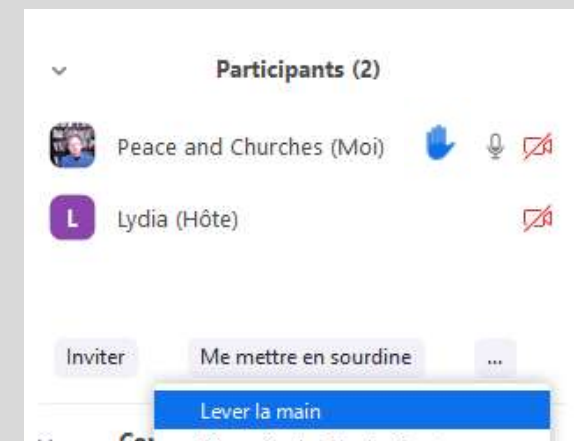 Participants (2)
Peace and Churches (Moi)
L Lydia (Hôte)
Inviter Me mettre en sourdine ...
Lever la main